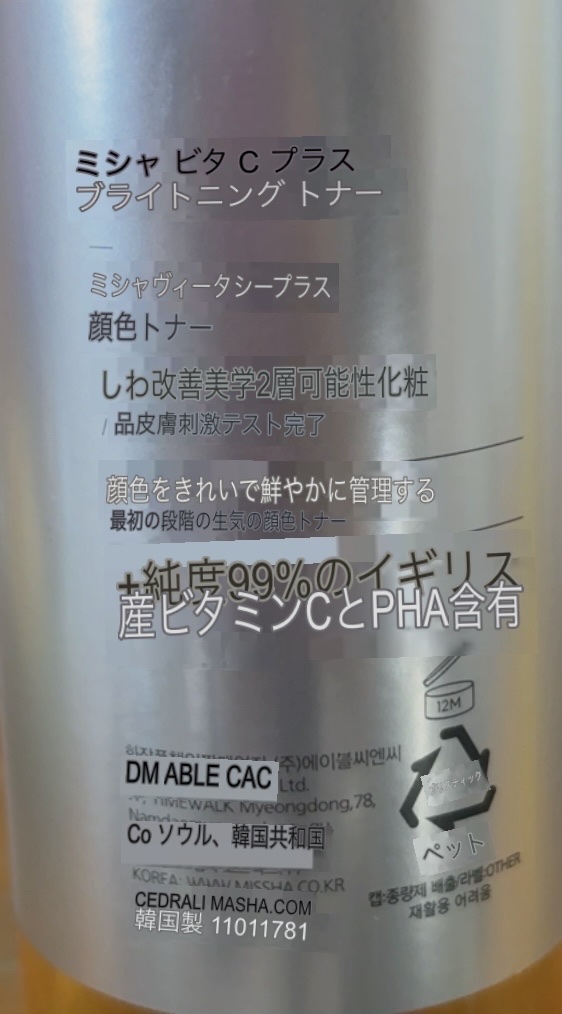 ミシャ ビタ C プラス
ブライトニング トナー
ミシャヴィータシープラス
顔色トナー
しわ改善美学2層可能性化粧
/ 品皮膚刺激テスト完了
顔色をきれいで鮮やかに管理する
最初の段階の生気の顔色トナー
+純度99%のイギリス
産ビタミンCとPHA含有
12M
(주)에이블씨엔씨
DM ABLE CAC Ltd.
TIMEWALK Myeongdong,78,
Co ソウル、韓国共和国
KOREA: WWW.MISSHA.CO.KR
CEDRALI MASHA.COM
韓国製 11011781
ペット
캡:종량제 배출/라벨:OTHER
재활용 어려움